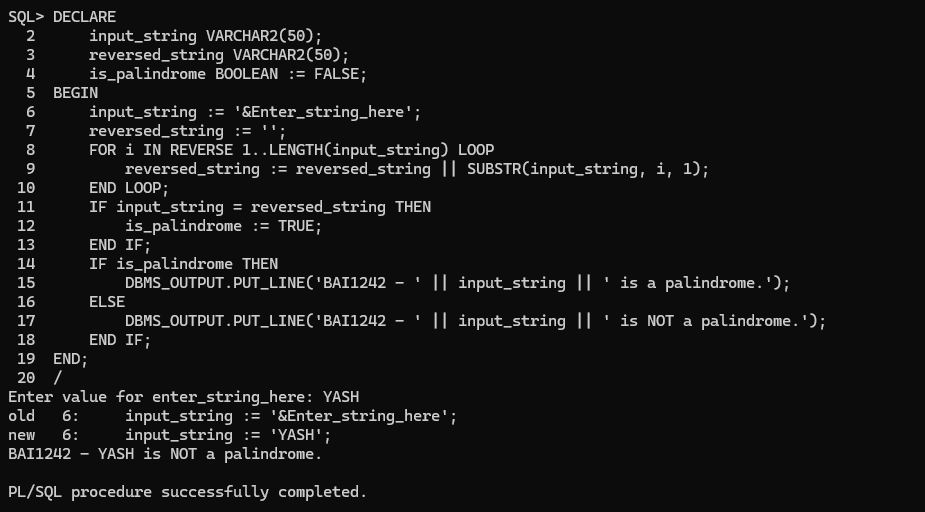 SQL> DECLARE
  2      input_string VARCHAR2(50);
  3      reversed_string VARCHAR2(50);
  4      is_palindrome BOOLEAN := FALSE;
  5  BEGIN
  6      input_string := '&Enter_string_here';
  7      reversed_string := '';
  8      FOR i IN REVERSE 1..LENGTH(input_string) LOOP
  9          reversed_string := reversed_string || SUBSTR(input_string, i, 1);
 10      END LOOP;
 11      IF input_string = reversed_string THEN
 12          is_palindrome := TRUE;
 13      END IF;
 14      IF is_palindrome THEN
 15          DBMS_OUTPUT.PUT_LINE('BAI1242 - ' || input_string || ' is a palindrome.');
 16      ELSE
 17          DBMS_OUTPUT.PUT_LINE('BAI1242 - ' || input_string || ' is NOT a palindrome.');
 18      END IF;
 19  END;
 20  /
Enter value for enter_string_here: YASH
old   6:     input_string := '&Enter_string_here';
new   6:     input_string := 'YASH';
BAI1242 - YASH is NOT a palindrome.

PL/SQL procedure successfully completed.